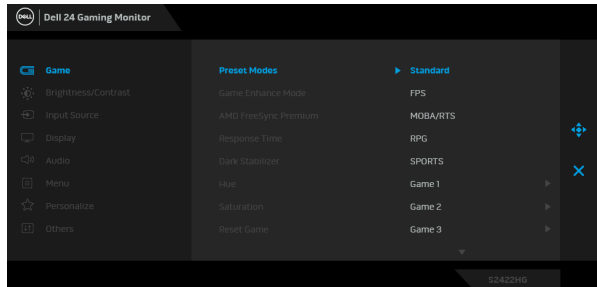 DELL Dell 24 Gaming Monitor
Game
Brightness/Contrast
Input Source
Display
Audio
Menu
Personalize
Others
Preset Modes
Game Enhance Mode
AMD FreeSync Premium
Response Time
Dark Stabilizer
Hue
Saturation
Reset Game
Standard
FPS
MOBA/RTS
RPG
SPORTS
Game 1
Game 2
Game 3
S2422HG